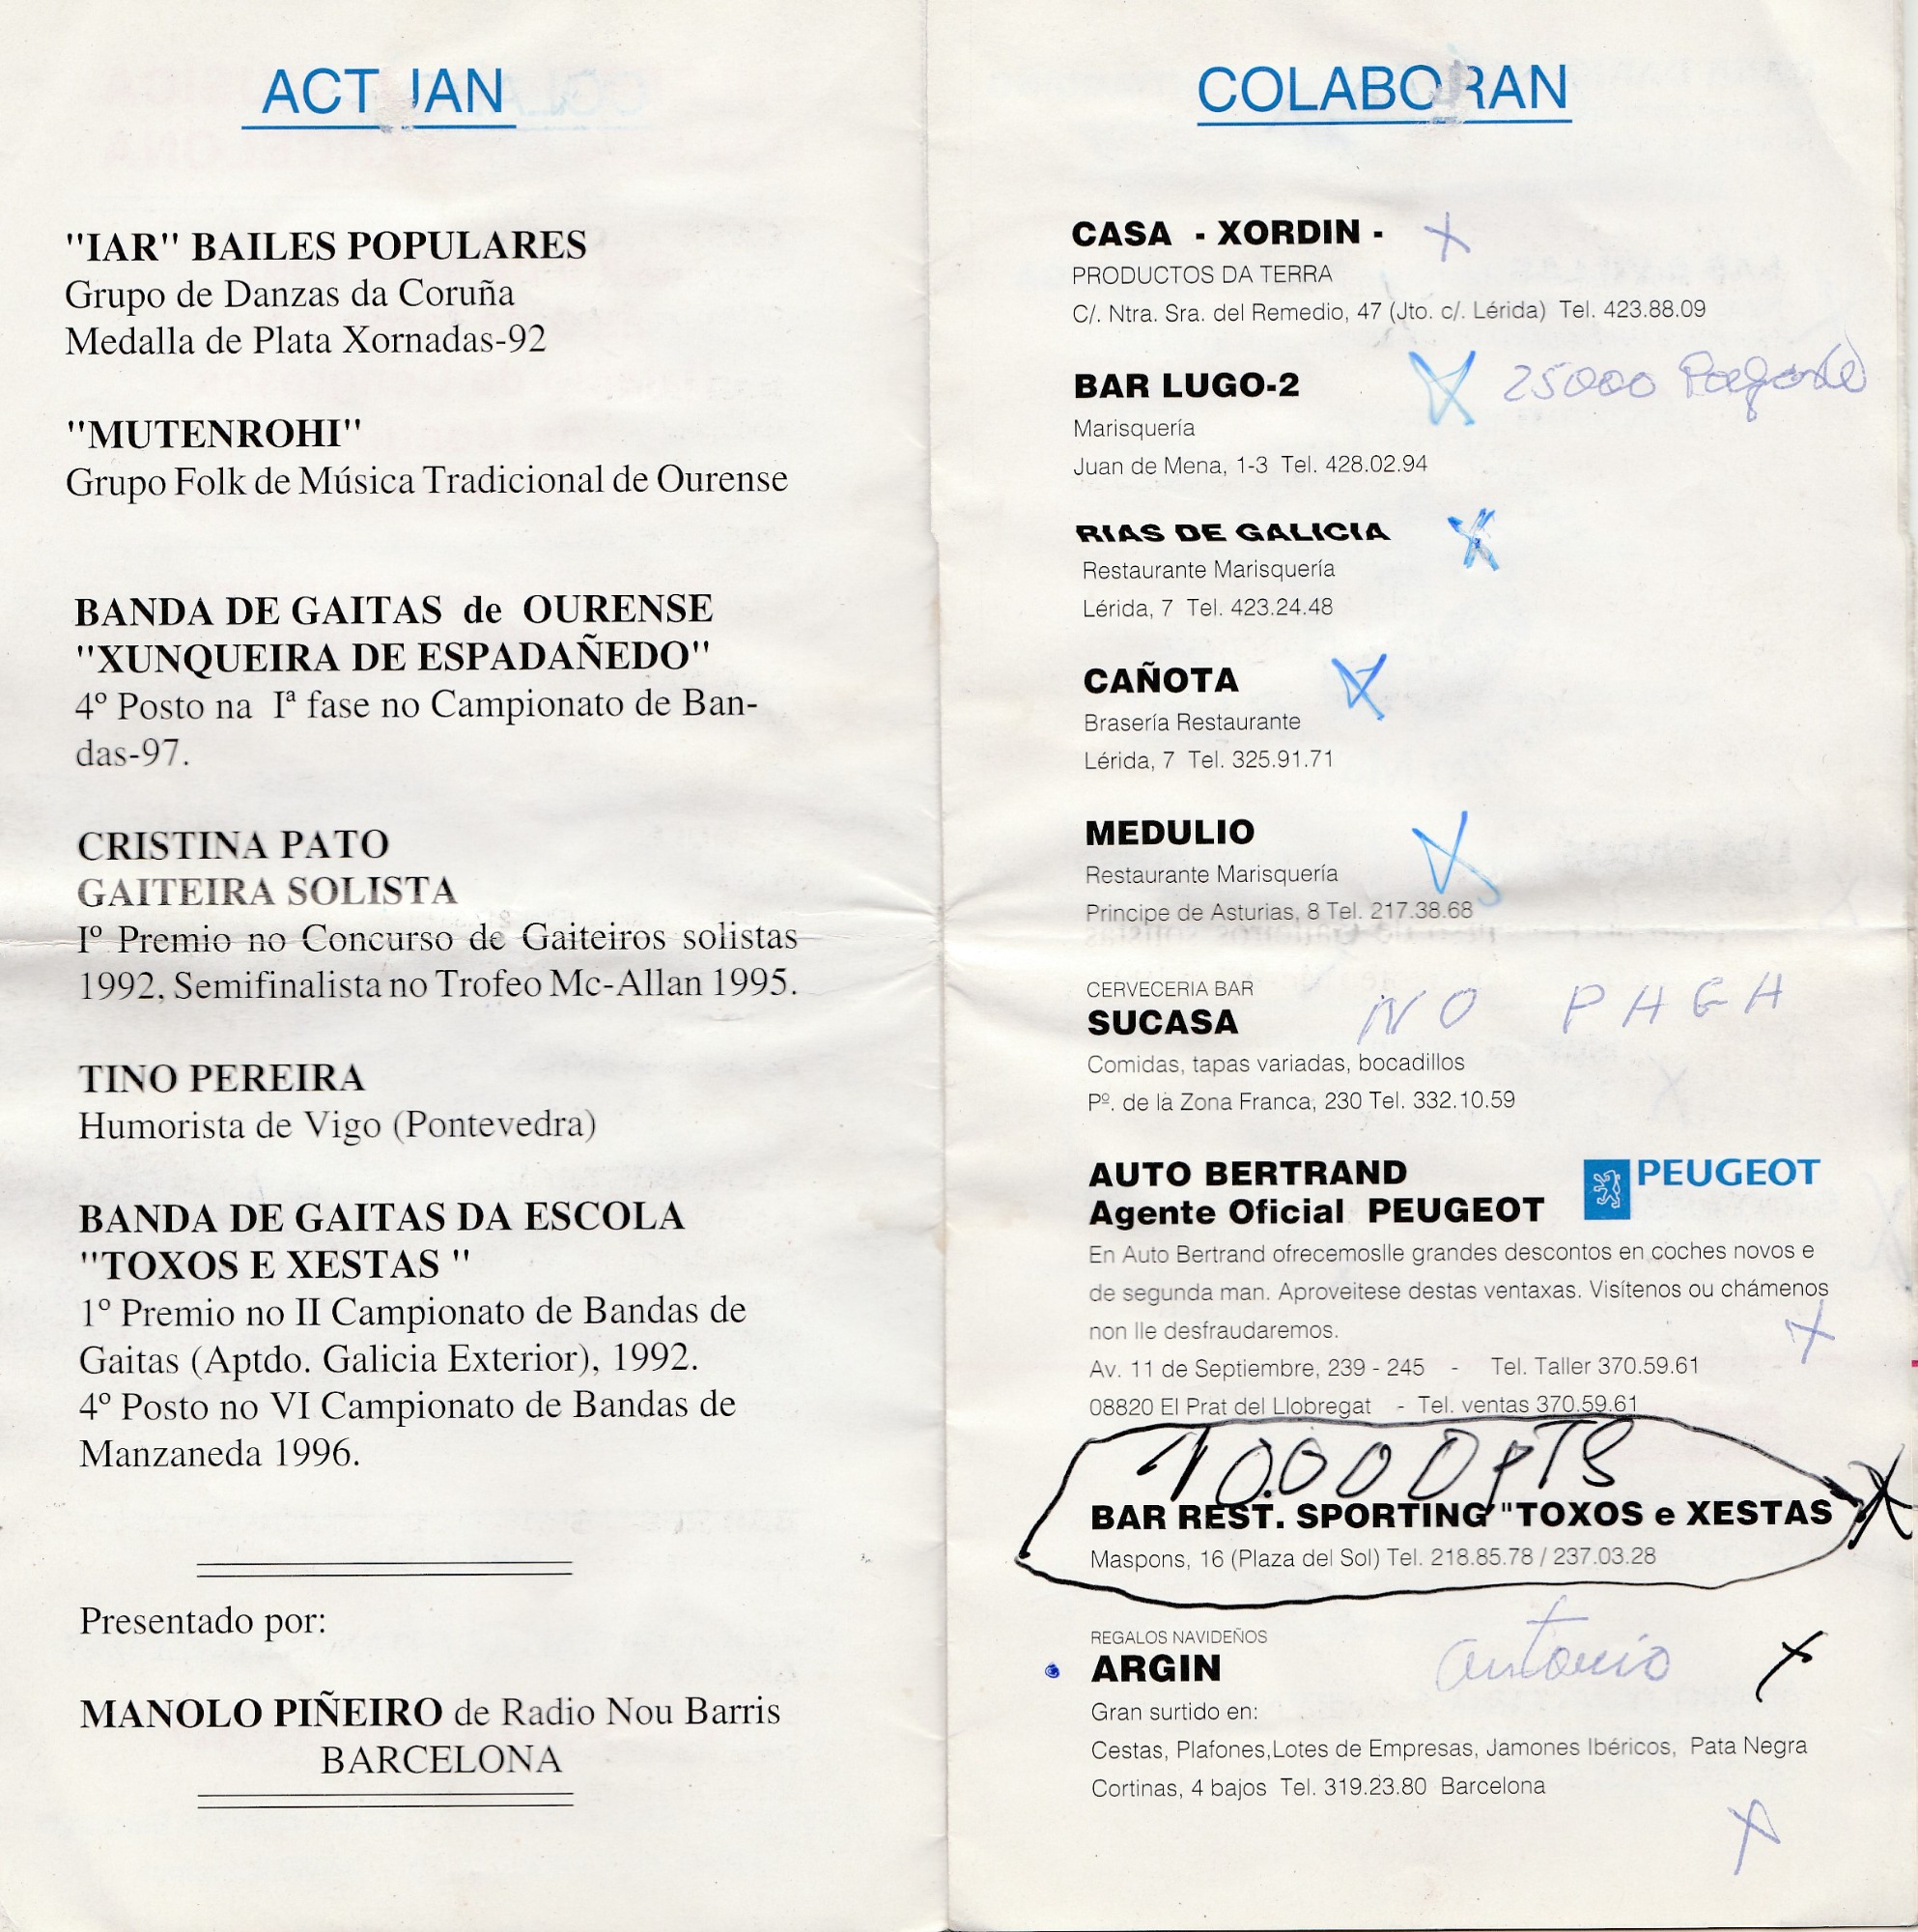 ACT UAN
"IAR" BAILES POPULARES
Grupo de Danzas da Coruña
Medalla de Plata Xornadas-92
"MUTENROHI"
Grupo Folk de Música Tradicional de Ourense
BANDA DE GAITAS de OURENSE
"XUNQUEIRA DE ESPADAÑEDO"
4º Posto na Iª fase no Campionato de Ban-
das-97.
CRISTINA PATO
GAITEIRA SOLISTA
Iº Premio no Concurso de Gaiteiros solistas
1992, Semifinalista no Trofeo Mc-Allan 1995.
TINO PEREIRA
Humorista de Vigo (Pontevedra)
BANDA DE GAITAS DA ESCOLA
"TOXOS E XESTAS "
1º Premio no II Campionato de Bandas de
Gaitas (Aptdo. Galicia Exterior), 1992.
4º Posto no VI Campionato de Bandas de
Manzaneda 1996.
Presentado por:
MANOLO PIÑEIRO de Radio Nou Barris
BARCELONA
COLABORAN
CASA - XORDIN -
PRODUCTOS DA TERRA
C/. Ntra. Sra. del Remedio, 47 (Jto. c/. Lérida) Tel. 423.88.09
BAR LUGO-2 25000
Marisquería
Juan de Mena, 1-3 Tel. 428.02.94
RIAS DE GALICIA
Restaurante Marisquería
Lérida, 7 Tel. 423.24.48
CAÑOTA
Brasería Restaurante
Lérida, 7 Tel. 325.91.71
MEDULIO
Restaurante Marisquería
Principe de Asturias, 8 Tel. 217.38.68
CERVECERIA BAR
SUCASA NO PAGA
Comidas, tapas variadas, bocadillos
Pº. de la Zona Franca, 230 Tel. 332.10.59
AUTO BERTRAND
Agente Oficial PEUGEOT
PEUGEOT
En Auto Bertrand ofrecemoslle grandes descontos en coches novos e
de segunda man. Aproveitese destas ventaxas. Visítenos ou chámenos
non lle desfraudaremos.
Av. 11 de Septiembre, 239 - 245 - Tel. Taller 370.59.61
08820 El Prat del Llobregat - Tel. ventas 370.59.61
10.000 PTS
BAR REST. SPORTING "TOXOS e XESTAS
Maspons, 16 (Plaza del Sol) Tel. 218.85.78 / 237.03.28
REGALOS NAVIDEÑOS
ARGIN antonio
Gran surtido en:
Cestas, Plafones,Lotes de Empresas, Jamones Ibéricos, Pata Negra
Cortinas, 4 bajos Tel. 319.23.80 Barcelona